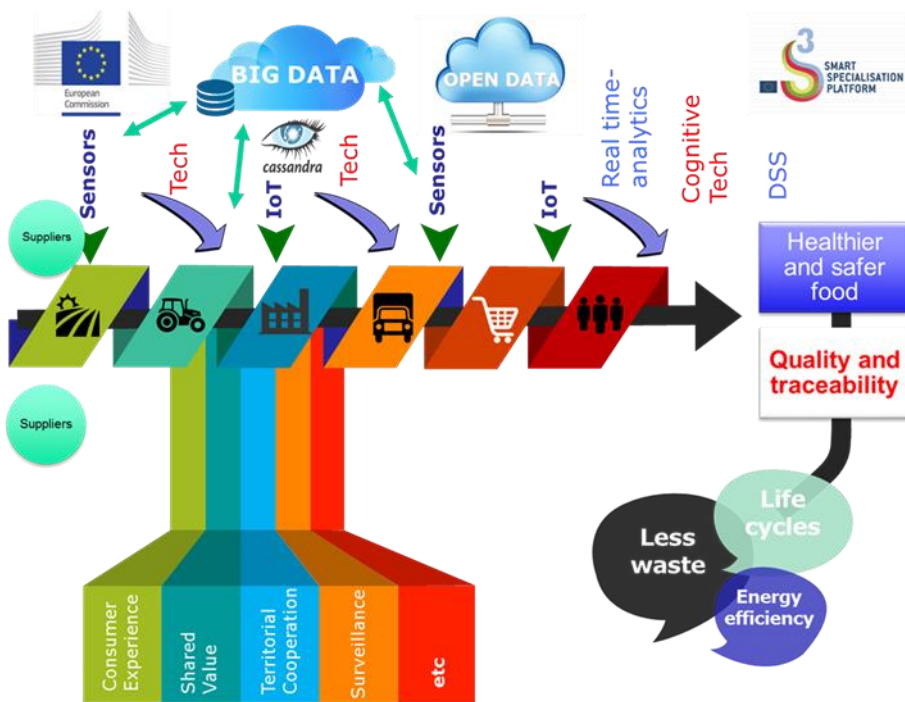 European
Commission
BIG DATA
cassandra
OPEN DATA
3
S
SMART
SPECIALISATION
PLATFORM
Sensors
Tech
IoT
Tech
Sensors
IoT
Real time-
analytics
Cognitive
Tech
DSS
Suppliers
Healthier
and safer
food
Quality and
traceability
Suppliers
Life
cycles
Less
waste
Energy
efficiency
Consumer
Experience
Shared
Value
Territorial
Cooperation
Surveillance
etc